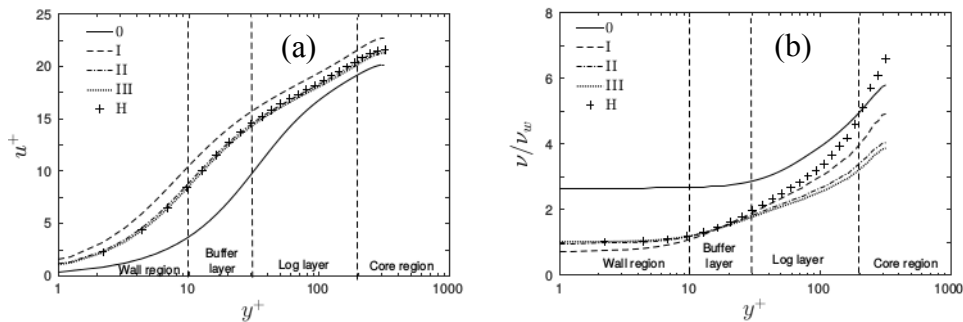 (a)
0
I
II
III
H
25
20
15
10
5
0
u⁺
Wall region
Buffer
layer
Log layer
Core region
1
10
100
1000
y⁺
(b)
0
I
II
III
H
8
6
4
2
0
ν/ν_w
Wall region
Buffer
layer
Log layer
Core region
1
10
100
1000
y⁺